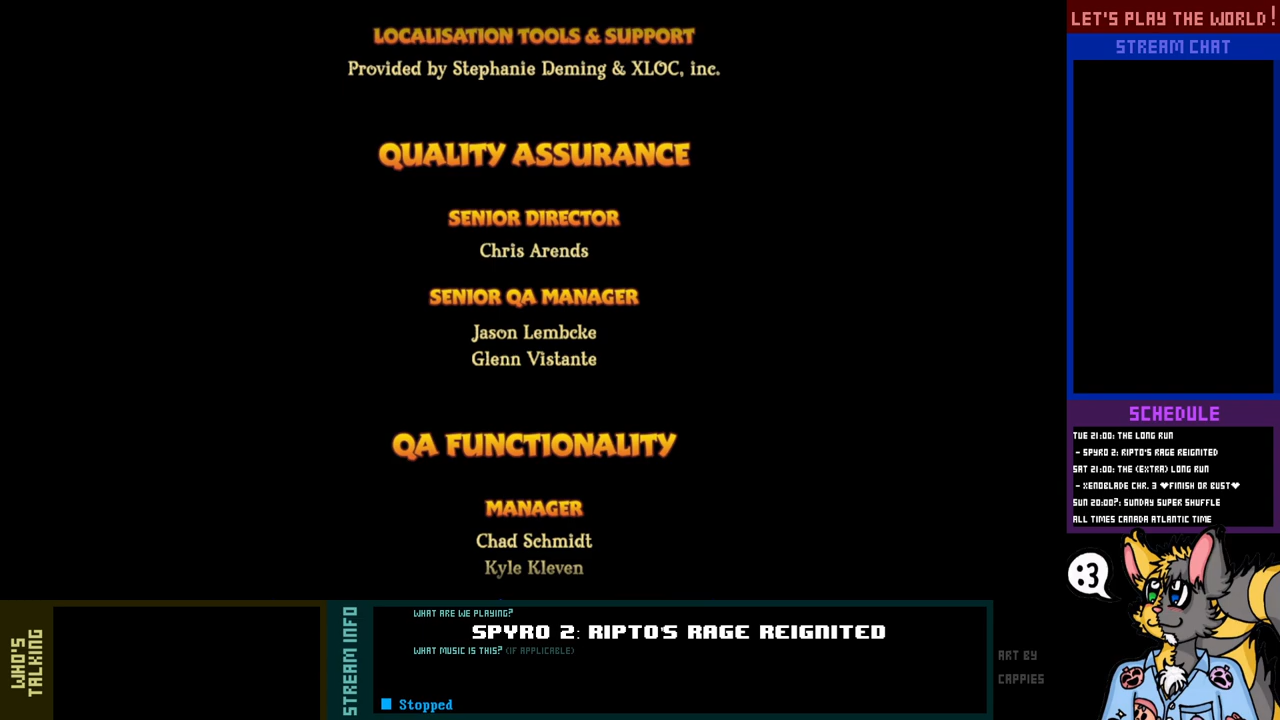 LOCALISATION TOOLS & SUPPORT
Provided by Stephanie Deming & XLOC, inc.
QUALITY ASSURANCE
SENIOR DIRECTOR
Chris Arends
SENIOR QA MANAGER
Jason Lembcke
Glenn Vistante
QA FUNCTIONALITY
MANAGER
Chad Schmidt
Kyle Kleven
LET'S PLAY THE WORLD!
STREAM CHAT
SCHEDULE
TUE 21:00: THE LONG RUN
- SPYRO 2: RIPTO'S RAGE REIGNITED
SAT 21:00: THE (EXTRA) LONG RUN
- XENOBLADE CHR. 3 ♥FINISH OR BUST♥
SUN 20:00?: SUNDAY SUPER SHUFFLE
ALL TIMES CANADA ATLANTIC TIME
:3
WHO'S
TALKING
STREAM INFO
WHAT ARE WE PLAYING?
SPYRO 2: RIPTO'S RAGE REIGNITED
WHAT MUSIC IS THIS? (IF APPLICABLE)
Stopped
ART BY
CAPPIES